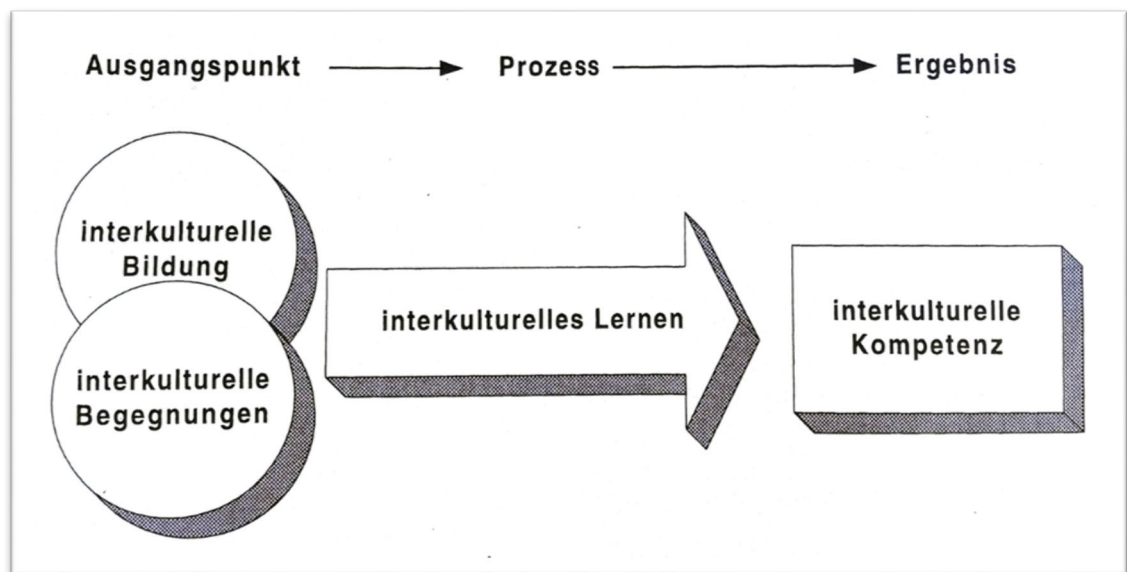 Ausgangspunkt Prozess Ergebnis
interkulturelle
Bildung
interkulturelle
Begegnungen
interkulturelles Lernen
interkulturelle
Kompetenz